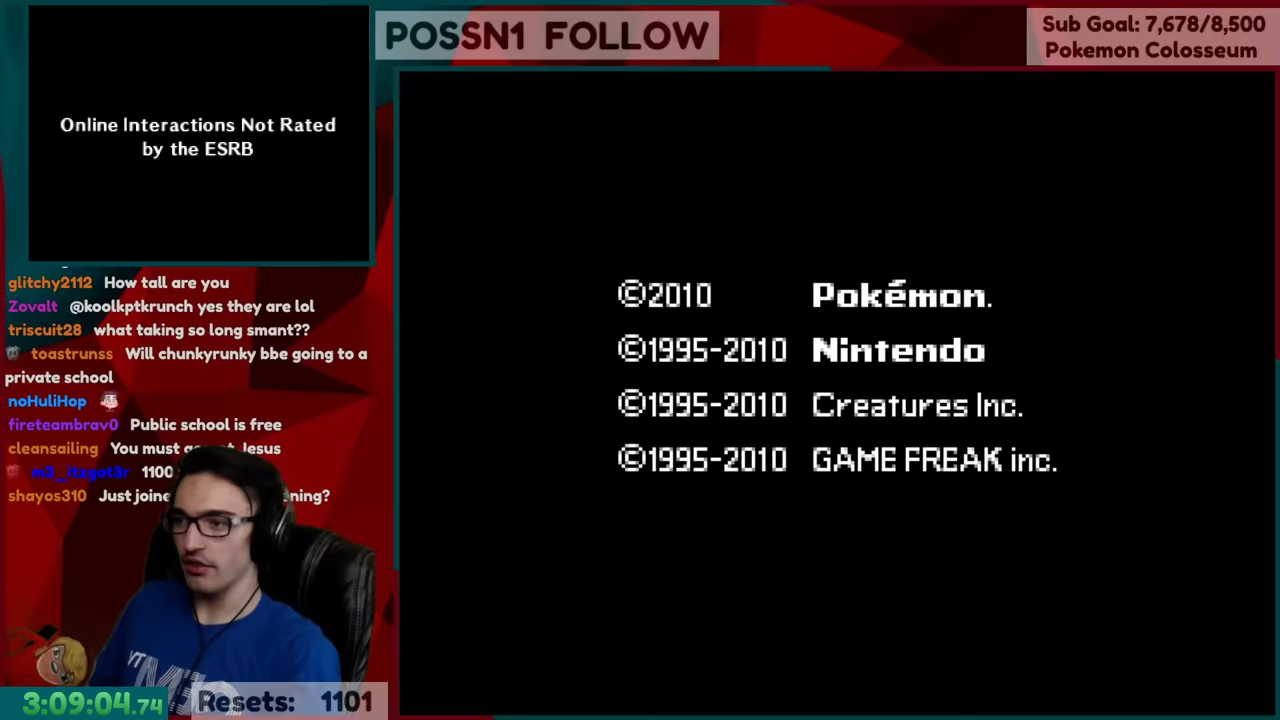 POSSN1 FOLLOW
Sub Goal: 7,678/8,500
Pokemon Colosseum
Online Interactions Not Rated
by the ESRB
glitchy2112 How tall are you
Zovalt @koolkptkrunch yes they are lol
triscuit28 what taking so long smant??
toastrunss Will chunkyrunky bbe going to a
private school
noHuliHop
fireteambrav0 Public school is free
cleansailing You must Jesus
m3_itzgot3r 1100
shayos310 Just
©2010 Pokémon.
©1995-2010 Nintendo
©1995-2010 Creatures Inc.
©1995-2010 GAME FREAK inc.
YT
3:09:04.74
Resets: 1101